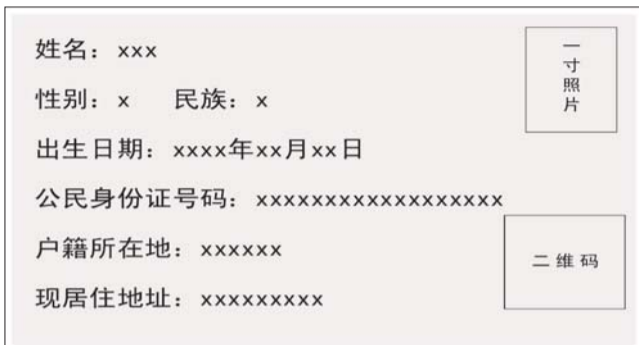 姓名：xxx
一寸照片
性别：x 民族：x
出生日期：xxxx年xx月xx日
公民身份证号码：xxxxxxxxxxxxxxxxxx
户籍所在地：xxxxxx
二维码
现居住地址：xxxxxxxxx